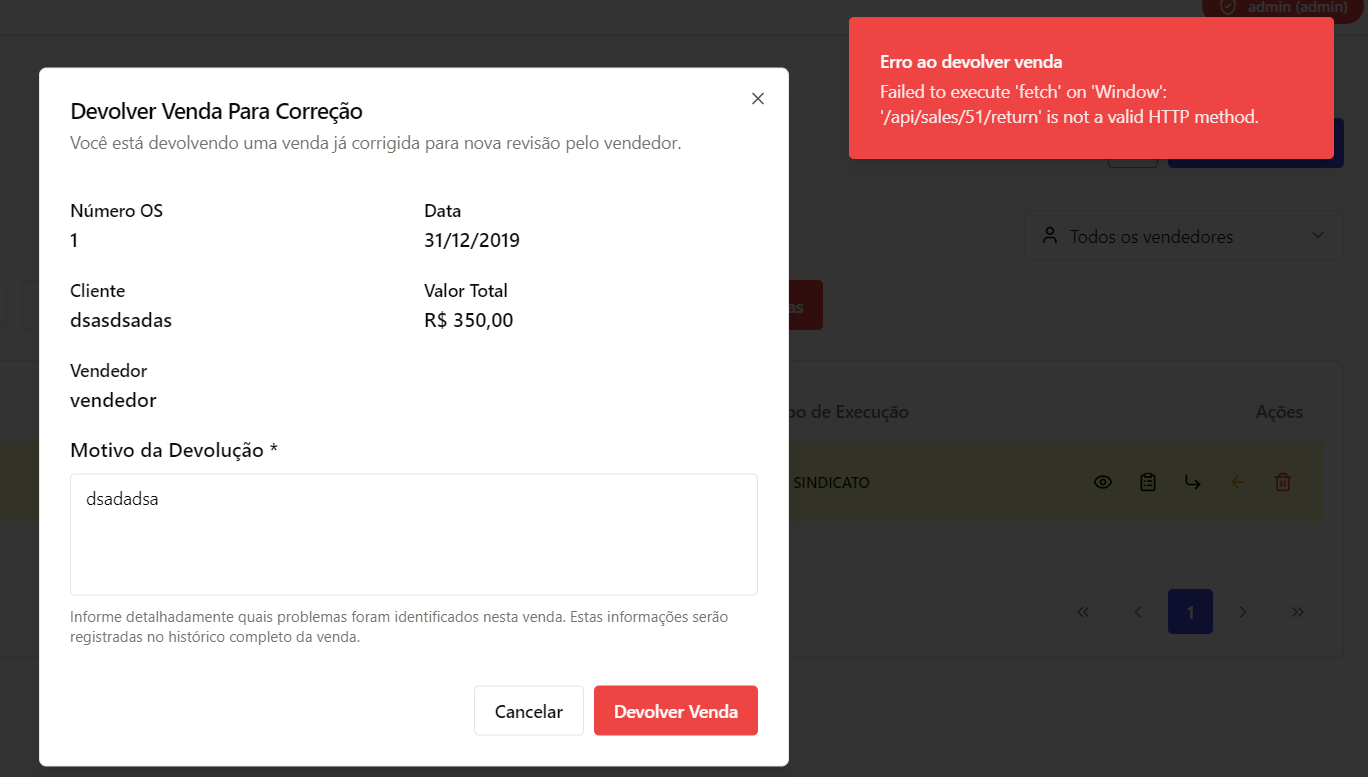 admin (admin)
Erro ao devolver venda
Failed to execute 'fetch' on 'Window':
'/api/sales/51/return' is not a valid HTTP method.
Devolver Venda Para Correção
Você está devolvendo uma venda já corrigida para nova revisão pelo vendedor.
Todos os vendedores
Número OS
Data
1
31/12/2019
Cliente
Valor Total
dsasdsadas
R$ 350,00
as
Vendedor
vendedor
po de Execução
Ações
Motivo da Devolução *
dsadadsa
SINDICATO
Informe detalhadamente quais problemas foram identificados nesta venda. Estas informações serão
registradas no histórico completo da venda.
1
Cancelar
Devolver Venda